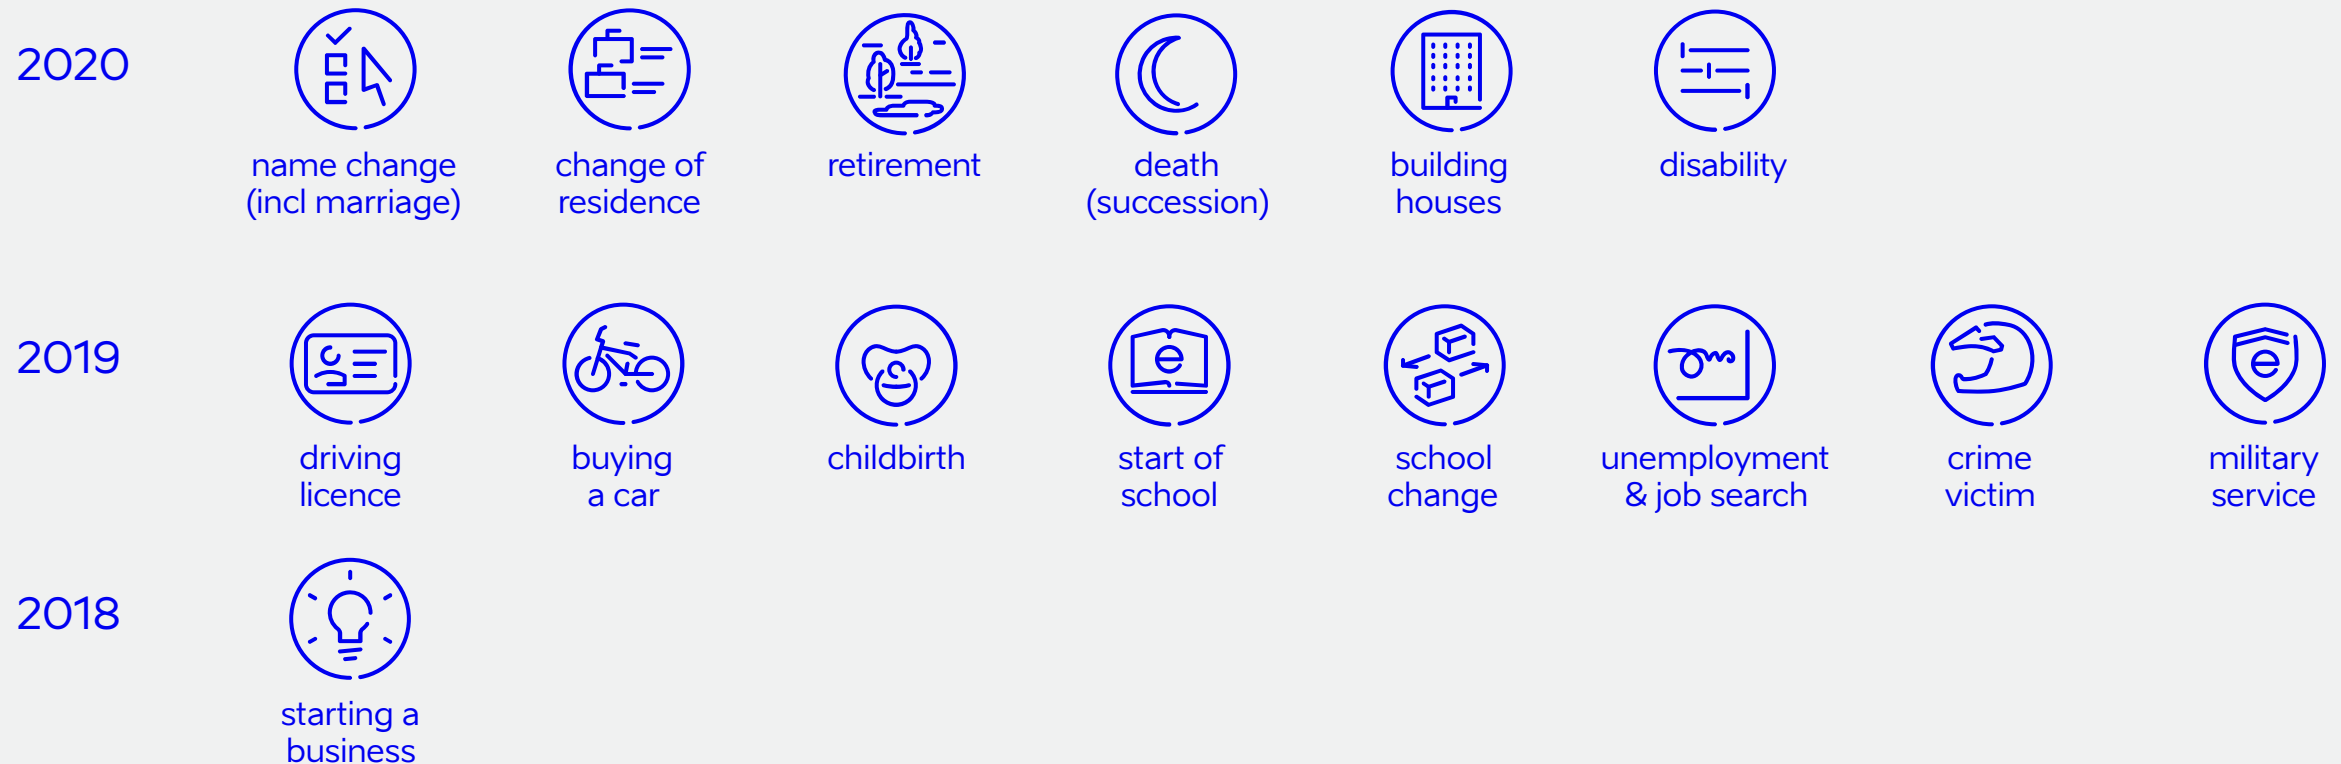 2020
name change
(incl marriage)
change of
residence
retirement
death
(succession)
building
houses
disability
2019
driving
licence
buying
a car
childbirth
start of
school
school
change
unemployment
& job search
crime
victim
military
service
2018
starting a
business